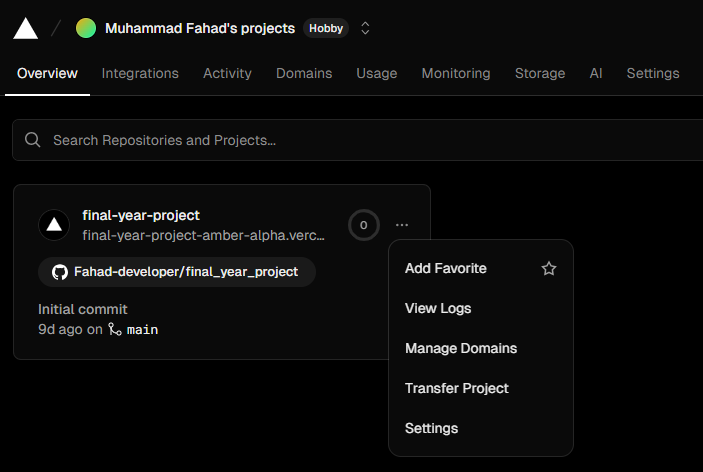 Muhammad Fahad's projects Hobby
Overview Integrations Activity Domains Usage Monitoring Storage AI Settings
Search Repositories and Projects...
final-year-project
final-year-project-amber-alpha.verc...
0
Fahad-developer/final_year_project
Initial commit
9d ago on main
Add Favorite
View Logs
Manage Domains
Transfer Project
Settings